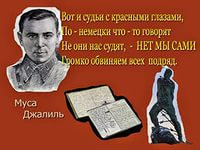 Вот и судьи с красными глазами,
По - немецки что - то говорят
Не они нас судят, - НЕТ МЫ САМИ
Громко обвиняем всех подряд.
Муса
Джалиль